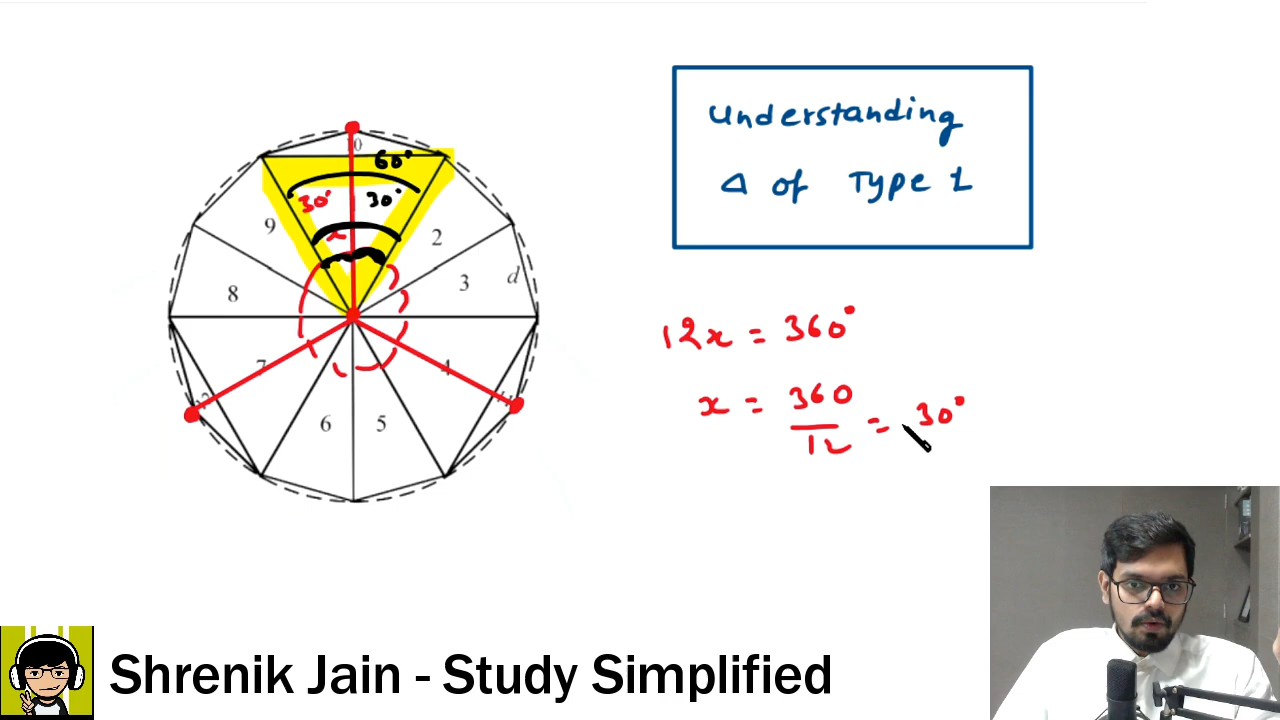 Understanding
Δ of Type 1
10
60°
30° 30°
x
9
2
8
3
d
7
4
6
5
12x = 360°
x = 360/12 = 30°
Shrenik Jain - Study Simplified